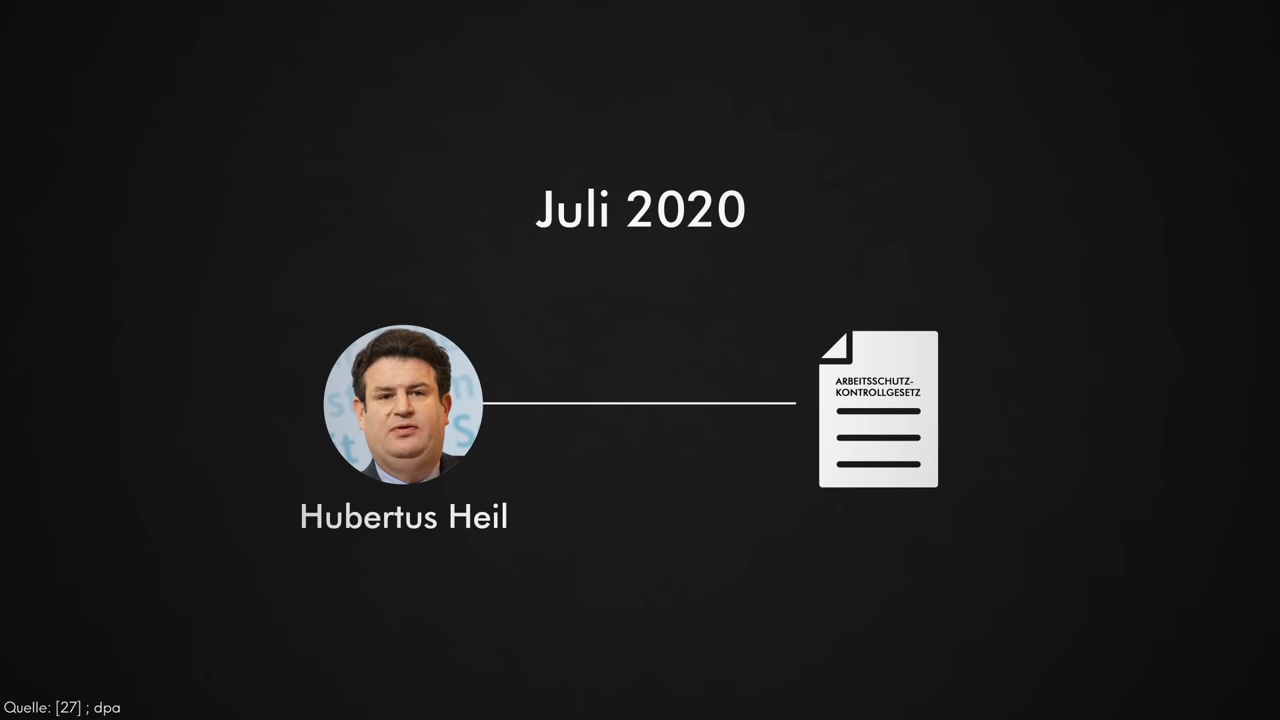 Juli 2020
ARBEITSSCHUTZ-
KONTROLLGESETZ
Hubertus Heil
Quelle: [27] ; dpa